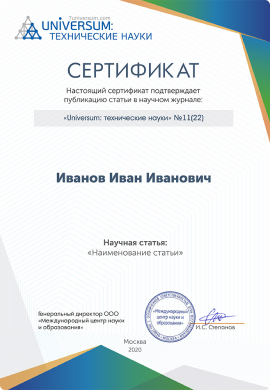 7universum.com
UNIVERSUM:
ТЕХНИЧЕСКИЕ НАУКИ
СЕРТИФИКАТ
Настоящий сертификат подтверждает
публикацию статьи в научном журнале:
«Universum: технические науки» №11(22)
Иванов Иван Иванович
Научная статья:
«Наименование статьи»
Генеральный директор ООО
«Международный центр науки
и образования»
«Международный
центр науки и
образования»
И.С. Степанов
Москва
2020